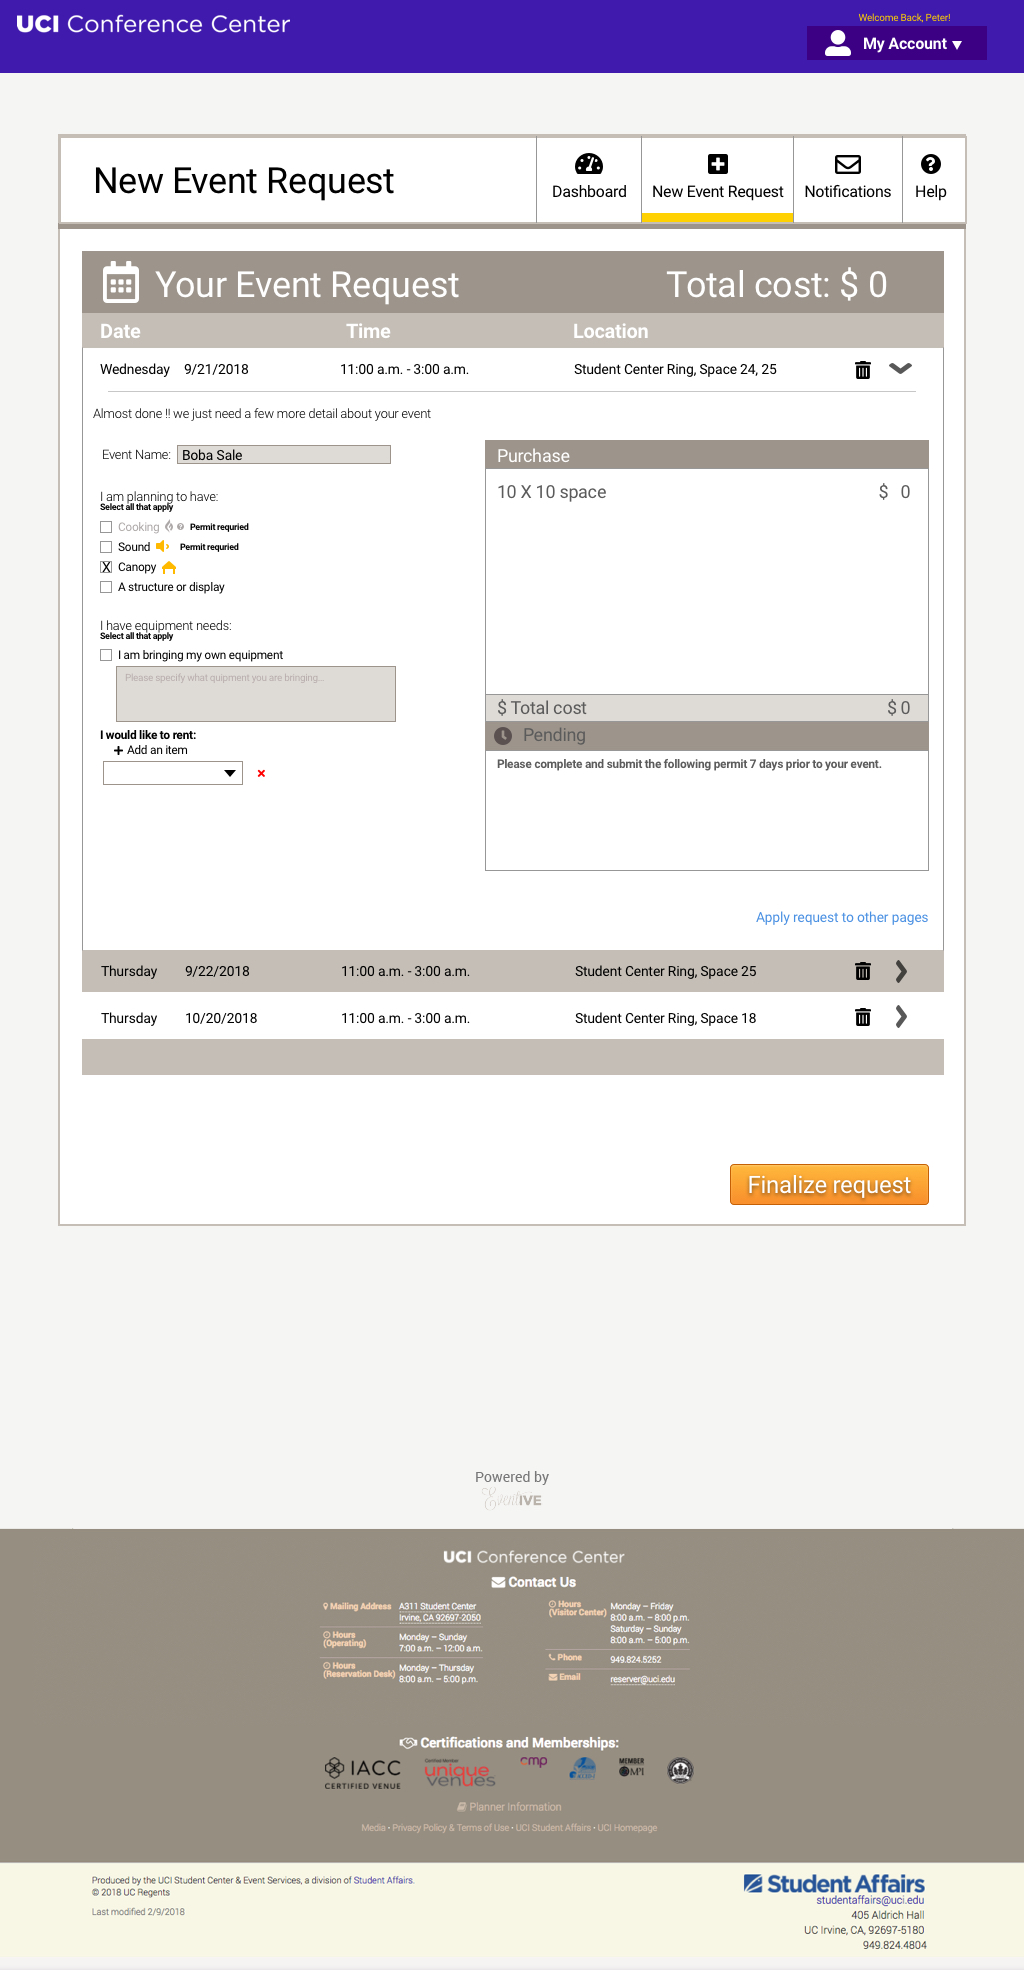 UCI Conference Center
Welcome Back, Peter!
My Account
New Event Request
Dashboard
New Event Request
Notifications
Help
Your Event Request
Total cost: $ 0
Date Time Location
Wednesday 9/21/2018 11:00 a.m. - 3:00 a.m. Student Center Ring, Space 24, 25
Almost done !! we just need a few more detail about your event
Event Name: Boba Sale
I am planning to have:
Select all that apply
Cooking ? Permit requried
Sound Permit requried
X Canopy
A structure or display
I have equipment needs:
Select all that apply
I am bringing my own equipment
Please specify what quipment you are bringing...
I would like to rent:
+ Add an item
×
Purchase
10 X 10 space $ 0
$ Total cost $ 0
Pending
Please complete and submit the following permit 7 days prior to your event.
Apply request to other pages
Thursday 9/22/2018 11:00 a.m. - 3:00 a.m. Student Center Ring, Space 25
Thursday 10/20/2018 11:00 a.m. - 3:00 a.m. Student Center Ring, Space 18
Finalize request
Powered by
EventIVE
UCI Conference Center
Contact Us
Mailing Address A311 Student Center
Irvine, CA 92697-2050
Hours
(Operating)
Monday – Sunday
7:00 a.m. – 12:00 a.m.
Hours
(Reservation Desk)
Monday – Thursday
8:00 a.m. – 5:00 p.m.
Hours
(Visitor Center)
Monday – Friday
8:00 a.m. – 8:00 p.m.
Saturday – Sunday
8:00 a.m. – 5:00 p.m.
Phone 949.824.5252
Email reserver@uci.edu
Certifications and Memberships:
IACC
CERTIFIED VENUE
Certified Member
unique
venues
cmp
MEMBER
MPI
Planner Information
Media • Privacy Policy & Terms of Use • UCI Student Affairs • UCI Homepage
Produced by the UCI Student Center & Event Services, a division of Student Affairs.
© 2018 UC Regents
Last modified 2/9/2018
Student Affairs
studentaffairs@uci.edu
405 Aldrich Hall
UC Irvine, CA, 92697-5180
949.824.4804